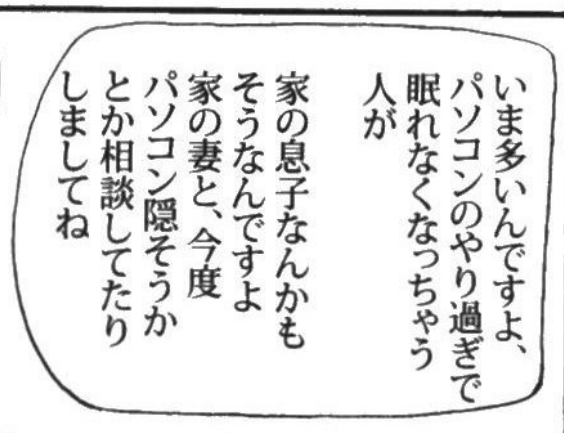 いま多いんですよ、
パソコンのやり過ぎで
眠れなくなっちゃう
人が
家の息子なんかも
そうなんですよ
家の妻と、今度
パソコン隠そうか
とか相談してたり
しましてね